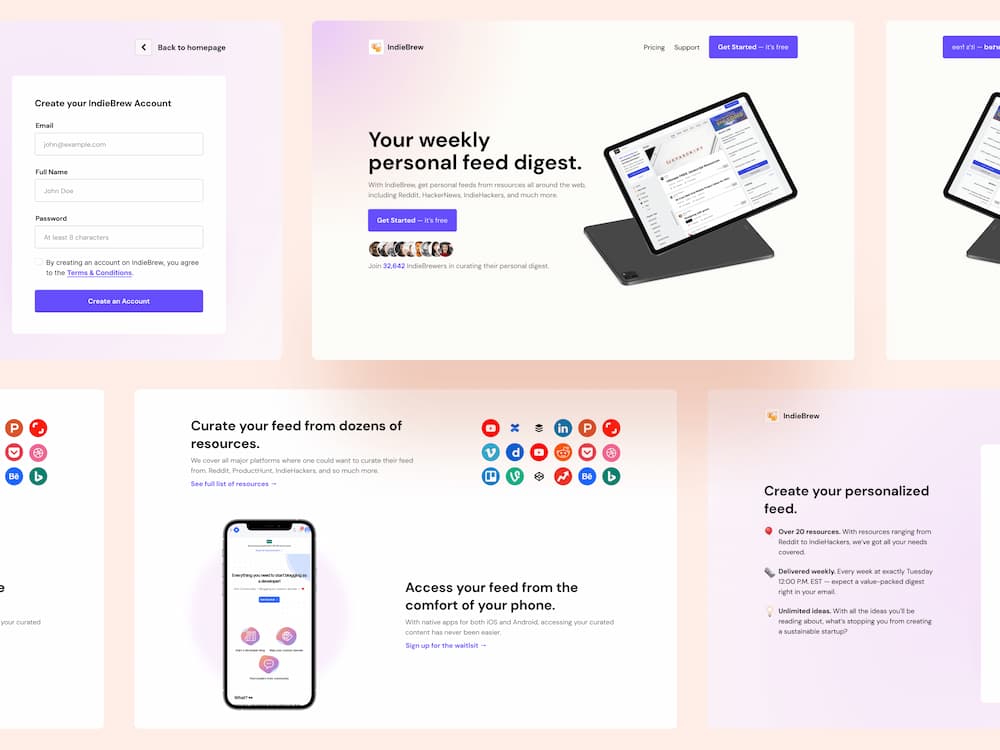 Back to homepage
Create your IndieBrew Account
Email
john@example.com
Full Name
John Doe
Password
At least 8 characters
By creating an account on IndieBrew, you agree
to the Terms & Conditions.
Create an Account
IndieBrew
Pricing
Support
Get Started — it's free
Your weekly
personal feed digest.
With IndieBrew, get personal feeds from resources all around the web,
including Reddit, HackerNews, IndieHackers, and much more.
Get Started — it's free
Join 32,642 IndieBrewers in curating their personal digest.
Curate your feed from dozens of
resources.
We cover all major platforms where one could want to curate their feed
from. Reddit, ProductHunt, IndieHackers, and so much more.
See full list of resources →
Everything you need to start blogging as
a developer!
What?
Access your feed from the
comfort of your phone.
With native apps for both iOS and Android, accessing your curated
content has never been easier.
Sign up for the waitlsit →
your curated
IndieBrew
Create your personalized
feed.
Over 20 resources. With resources ranging from
Reddit to IndieHackers, we've got all your needs
covered.
Delivered weekly. Every week at exactly Tuesday
12:00 P.M. EST — expect a value-packed digest
right in your email.
Unlimited ideas. With all the ideas you'll be
reading about, what's stopping you from creating
a sustainable startup?